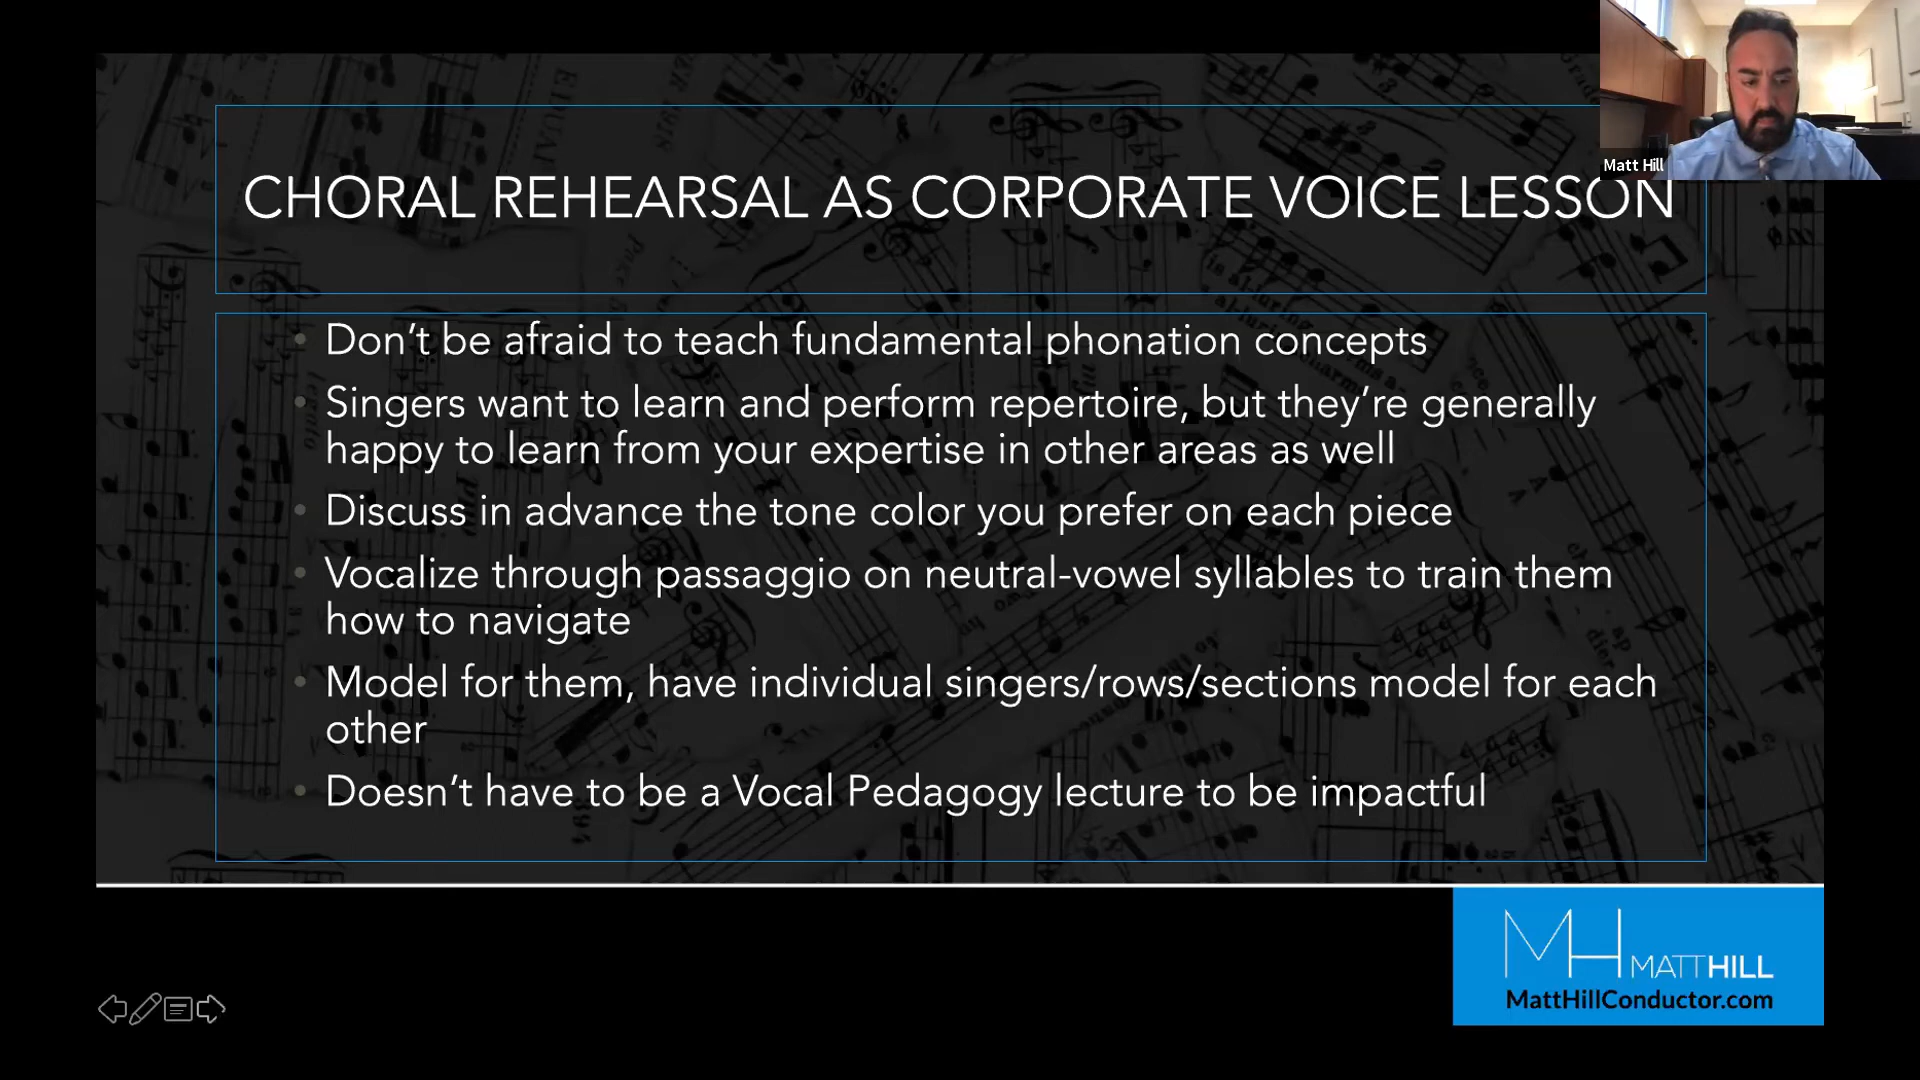 Matt Hill
CHORAL REHEARSAL AS CORPORATE VOICE LESSON
• Don't be afraid to teach fundamental phonation concepts
• Singers want to learn and perform repertoire, but they're generally
happy to learn from your expertise in other areas as well
• Discuss in advance the tone color you prefer on each piece
• Vocalize through passaggio on neutral-vowel syllables to train them
how to navigate
• Model for them, have individual singers/rows/sections model for each
other
• Doesn't have to be a Vocal Pedagogy lecture to be impactful
MH MATTHILL
MattHillConductor.com